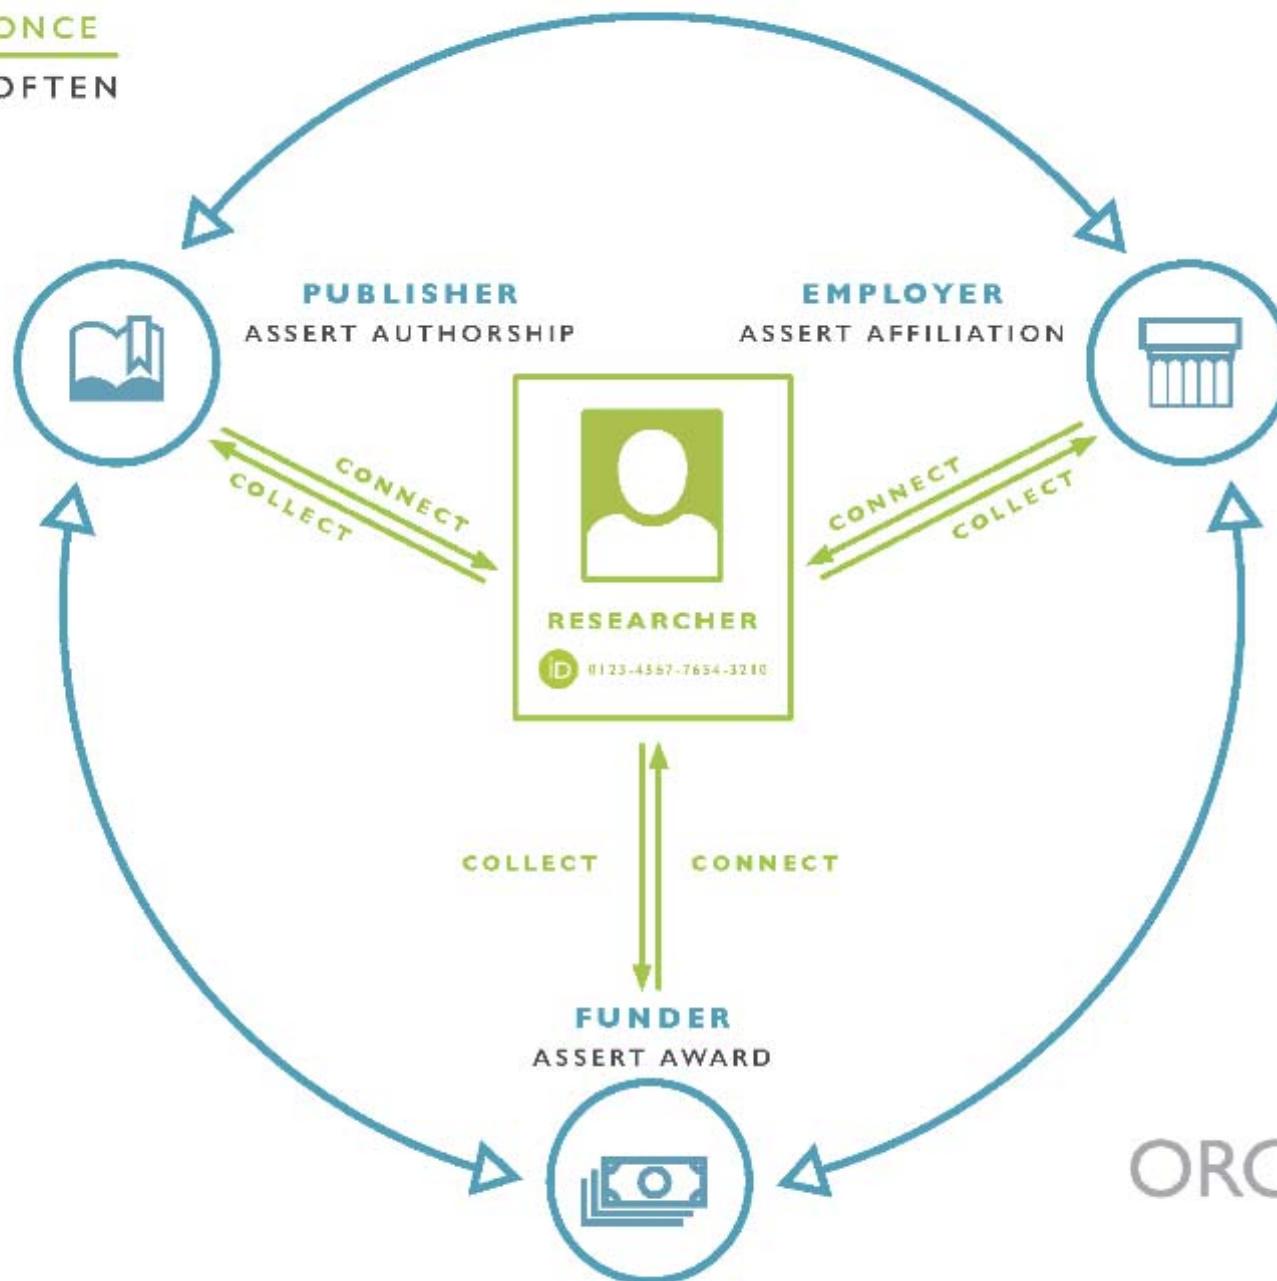 ONCE
OFTEN
PUBLISHER
ASSERT AUTHORSHIP
EMPLOYER
ASSERT AFFILIATION
CONNECT
COLLECT
CONNECT
COLLECT
RESEARCHER
iD
COLLECT
CONNECT
FUNDER
ASSERT AWARD
ORC